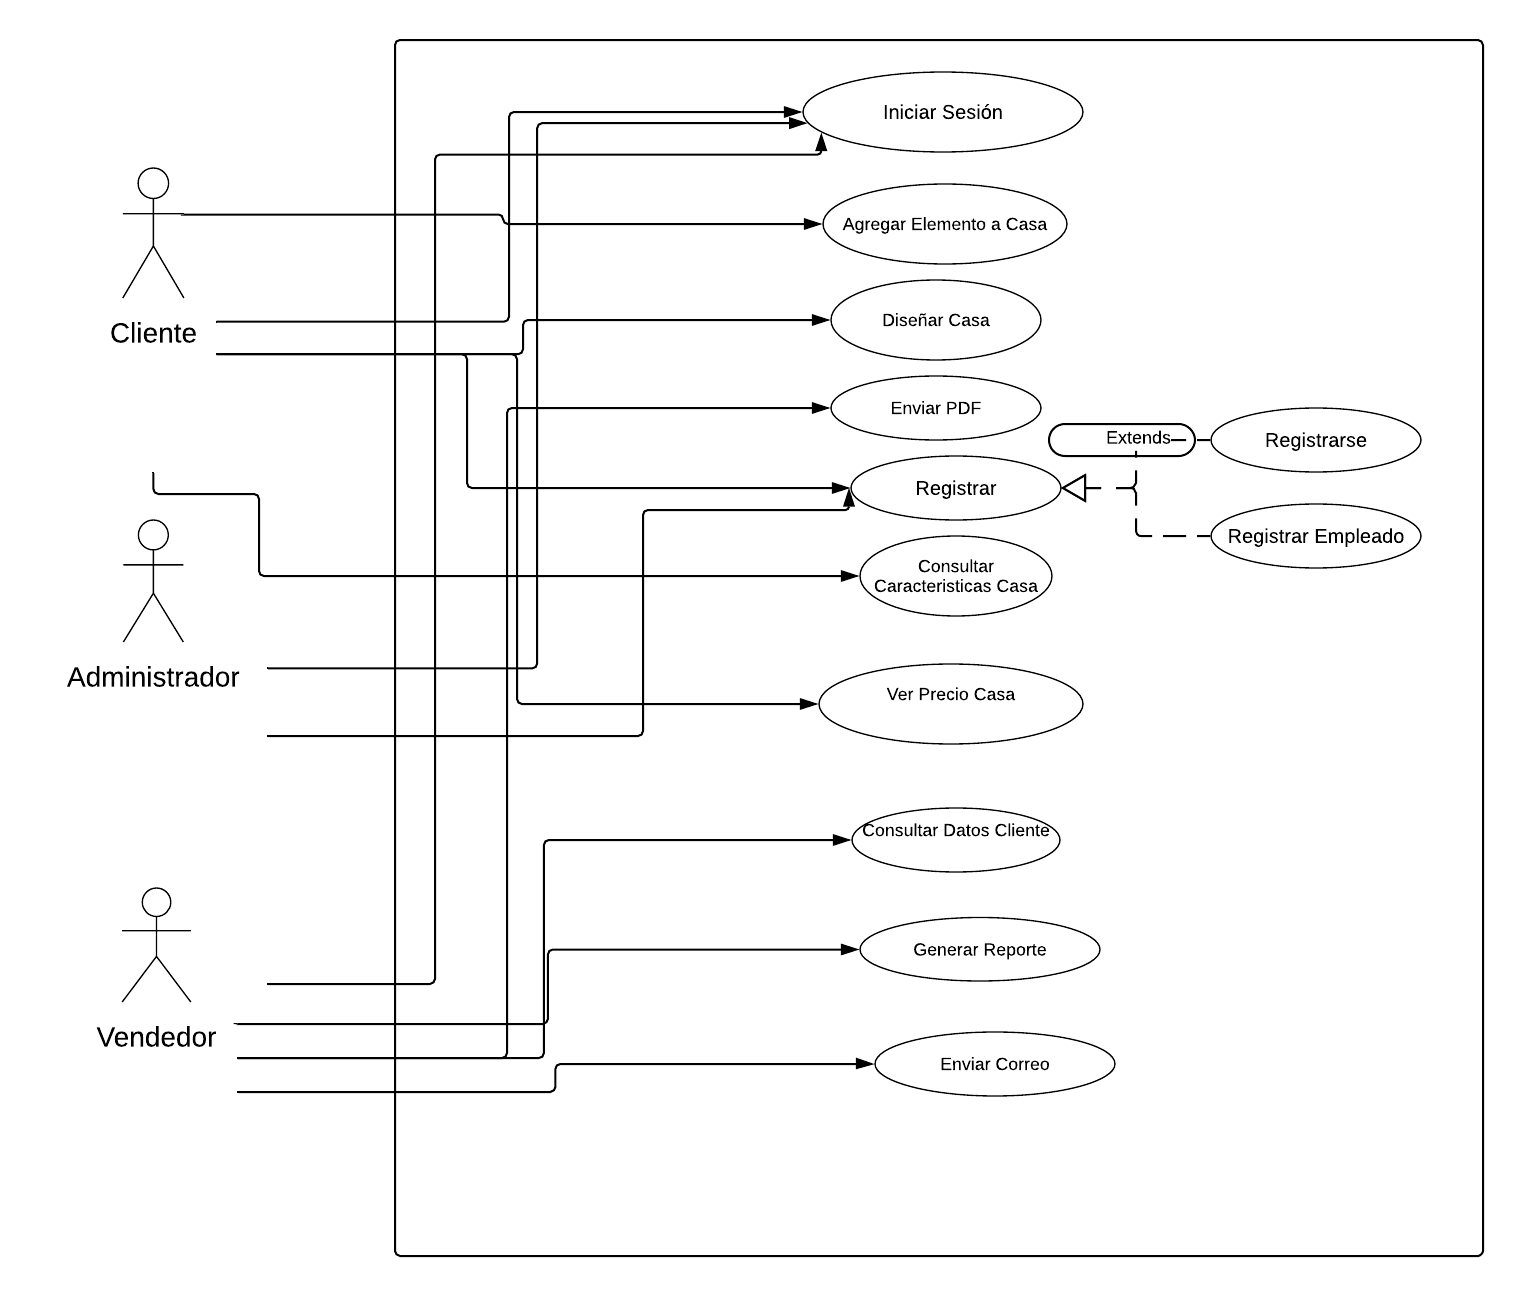 Iniciar Sesión
Agregar Elemento a Casa
Cliente
Diseñar Casa
Enviar PDF
Extends
Registrarse
Registrar
Registrar Empleado
Consultar
Caracteristicas Casa
Administrador
Ver Precio Casa
Consultar Datos Cliente
Generar Reporte
Vendedor
Enviar Correo